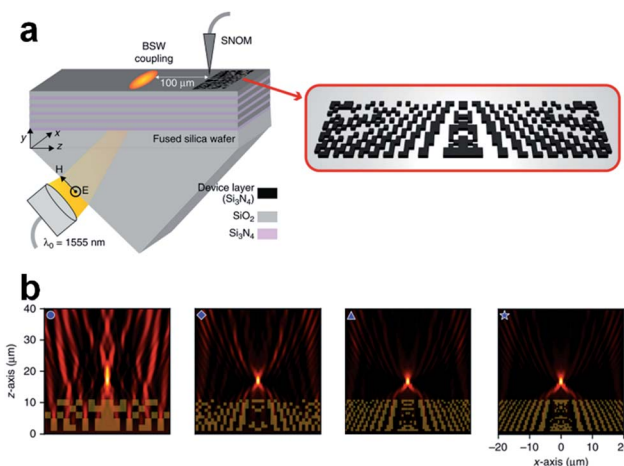 a
BSW
coupling
SNOM
100 µm
y
x
z
Fused silica wafer
H
E
λ₀ = 1555 nm
Device layer
(Si₃N₄)
SiO₂
Si₃N₄
b
z-axis (µm)
40
30
20
10
0
−20 −10 0 10 20
x-axis (µm)